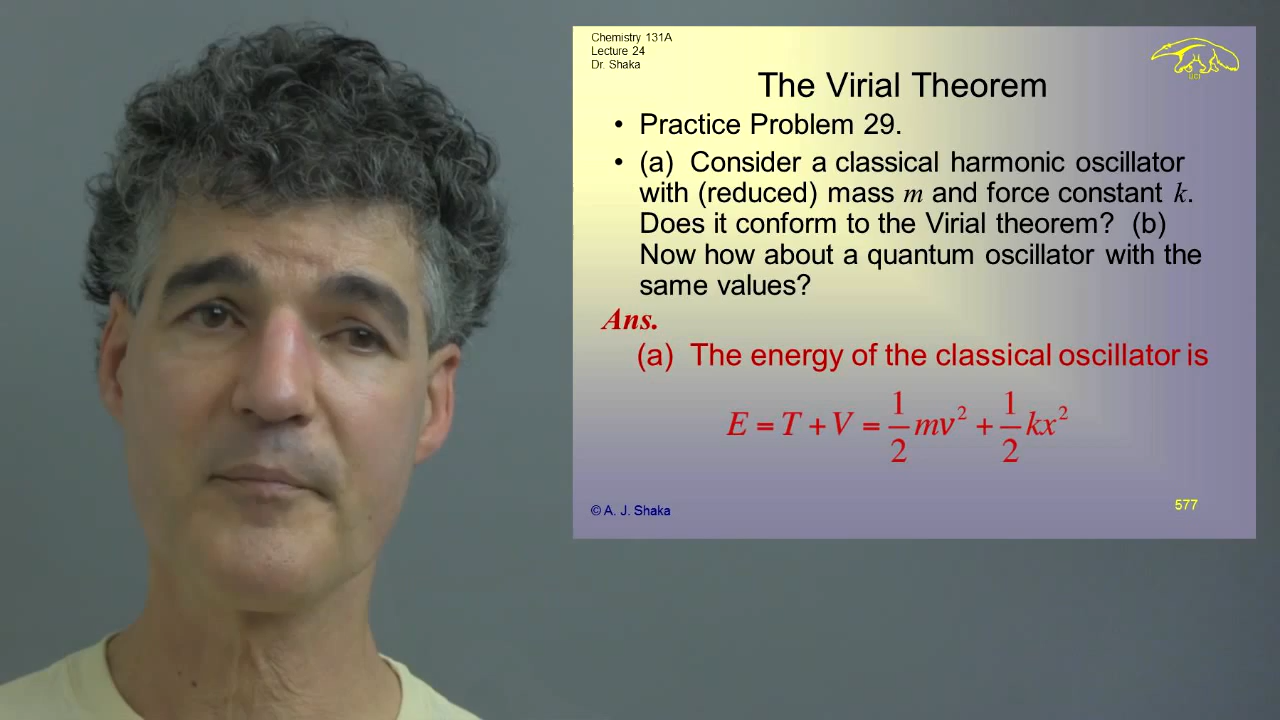 Chemistry 131A
Lecture 24
Dr. Shaka
UCI
The Virial Theorem
• Practice Problem 29.
• (a) Consider a classical harmonic oscillator
with (reduced) mass m and force constant k.
Does it conform to the Virial theorem? (b)
Now how about a quantum oscillator with the
same values?
Ans.
(a) The energy of the classical oscillator is
E = T + V = 1/2 mv² + 1/2 kx²
© A. J. Shaka
577